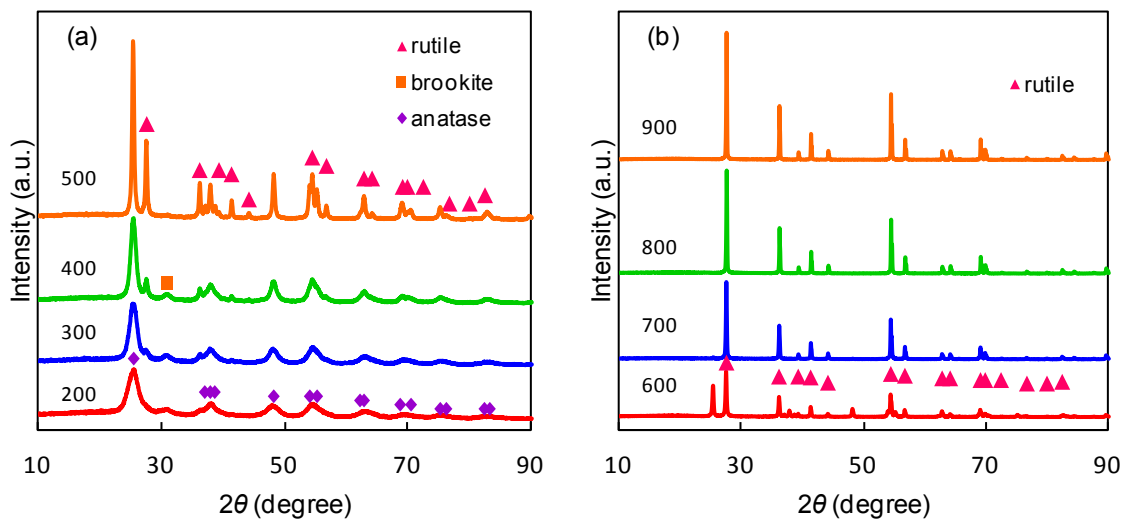 (a)
rutile
brookite
anatase
500
400
300
200
Intensity (a.u.)
10 30 50 70 90
2θ (degree)
(b)
rutile
900
800
700
600
Intensity (a.u.)
10 30 50 70 90
2θ (degree)